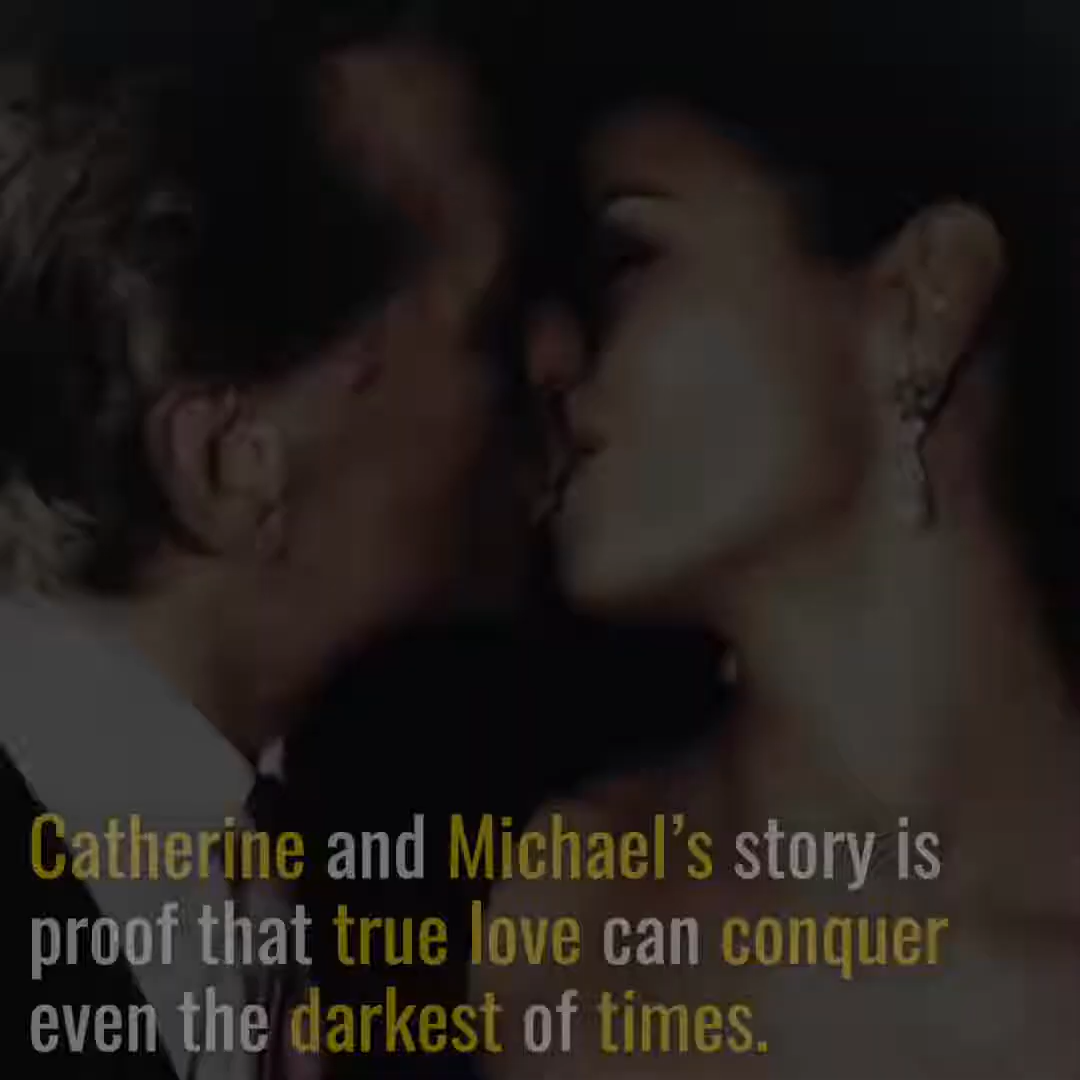 Catherine and Michael’s story is
proof that true love can conquer
even the darkest of times.